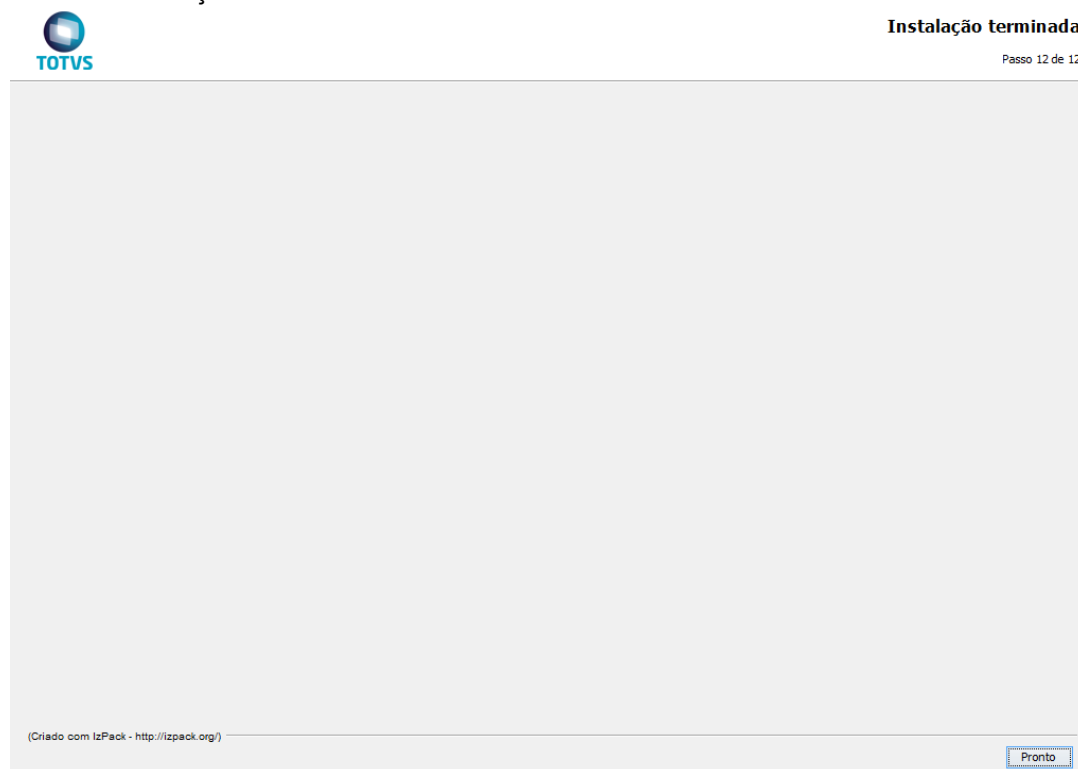 TOTVS
Instalação terminada
Passo 12 de 12
(Criado com IzPack - http://izpack.org/)
Pronto